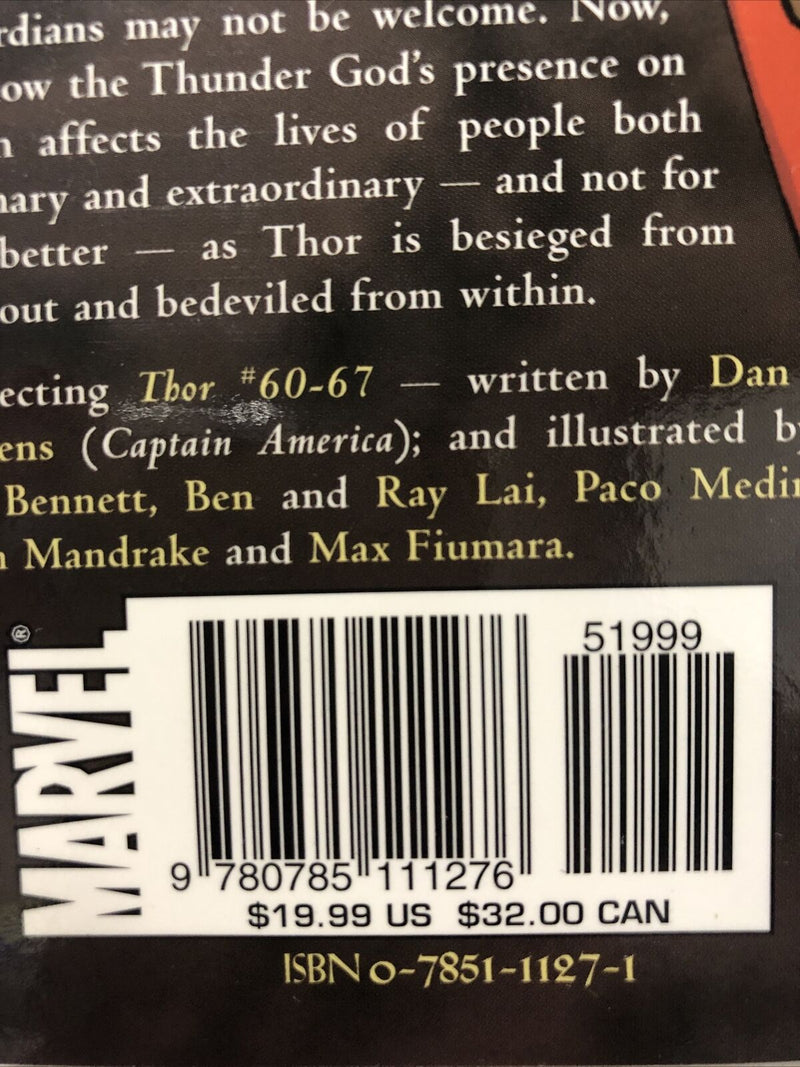 rdians may not be welcome. Now,
ow the Thunder God's presence on
affects the lives of people both
ary and extraordinary — and not for
better — as Thor is besieged from
out and bedeviled from within.
ecting Thor #60-67 — written by Dan
ens (Captain America); and illustrated by
Bennett, Ben and Ray Lai, Paco Medin
Mandrake and Max Fiumara.
MARVEL®
51999
9 780785 111276
$19.99 US $32.00 CAN
ISBN 0-7851-1127-1